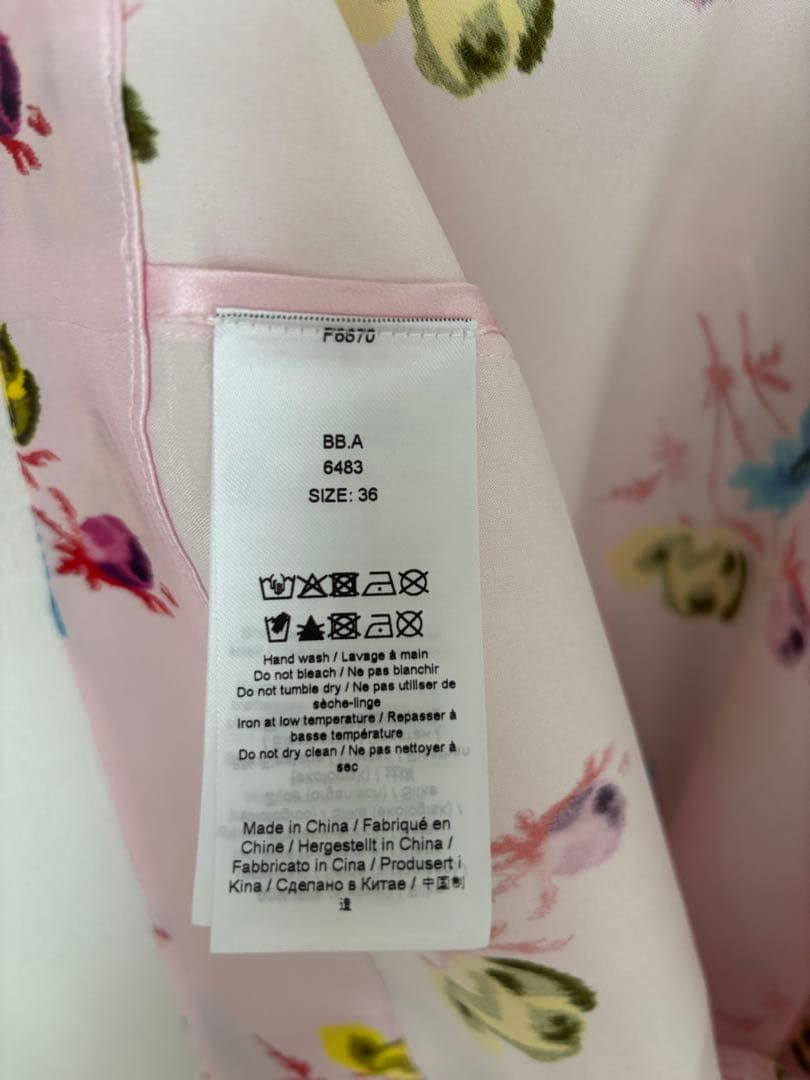 F6670
BB.A
6483
SIZE: 36
Hand wash / Lavage à main
Do not bleach / Ne pas blanchir
Do not tumble dry / Ne pas utiliser de
sèche-linge
Iron at low temperature / Repasser à
basse température
Do not dry clean / Ne pas nettoyer à
sec
Made in China / Fabriqué en
Chine / Hergestellt in China /
Fabbricato in Cina / Produsert i
Kina / Сделано в Китае / 中国制
造